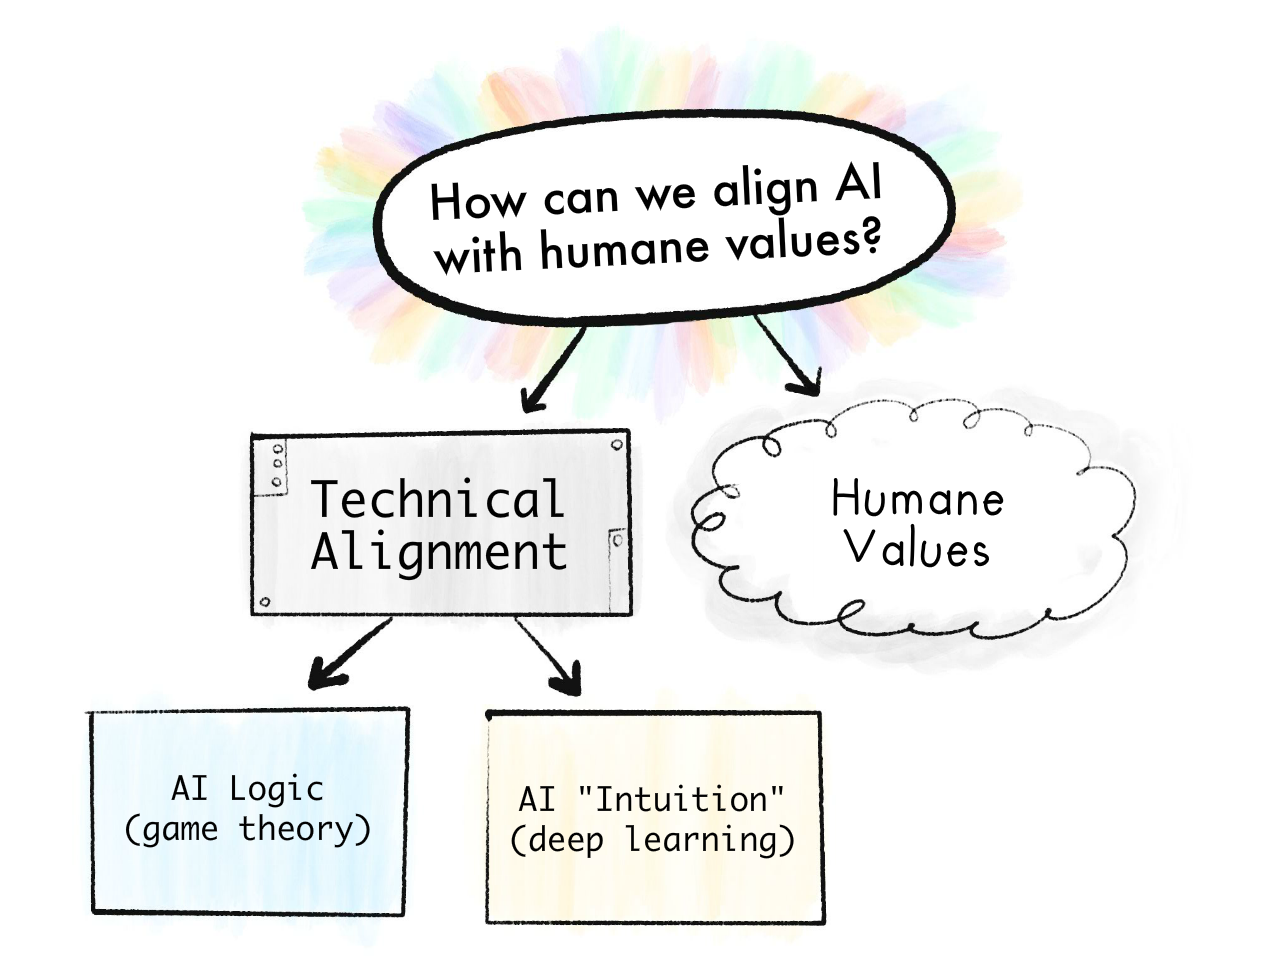 How can we align AI
with humane values?
Technical
Alignment
Humane
Values
AI Logic
(game theory)
AI "Intuition"
(deep learning)